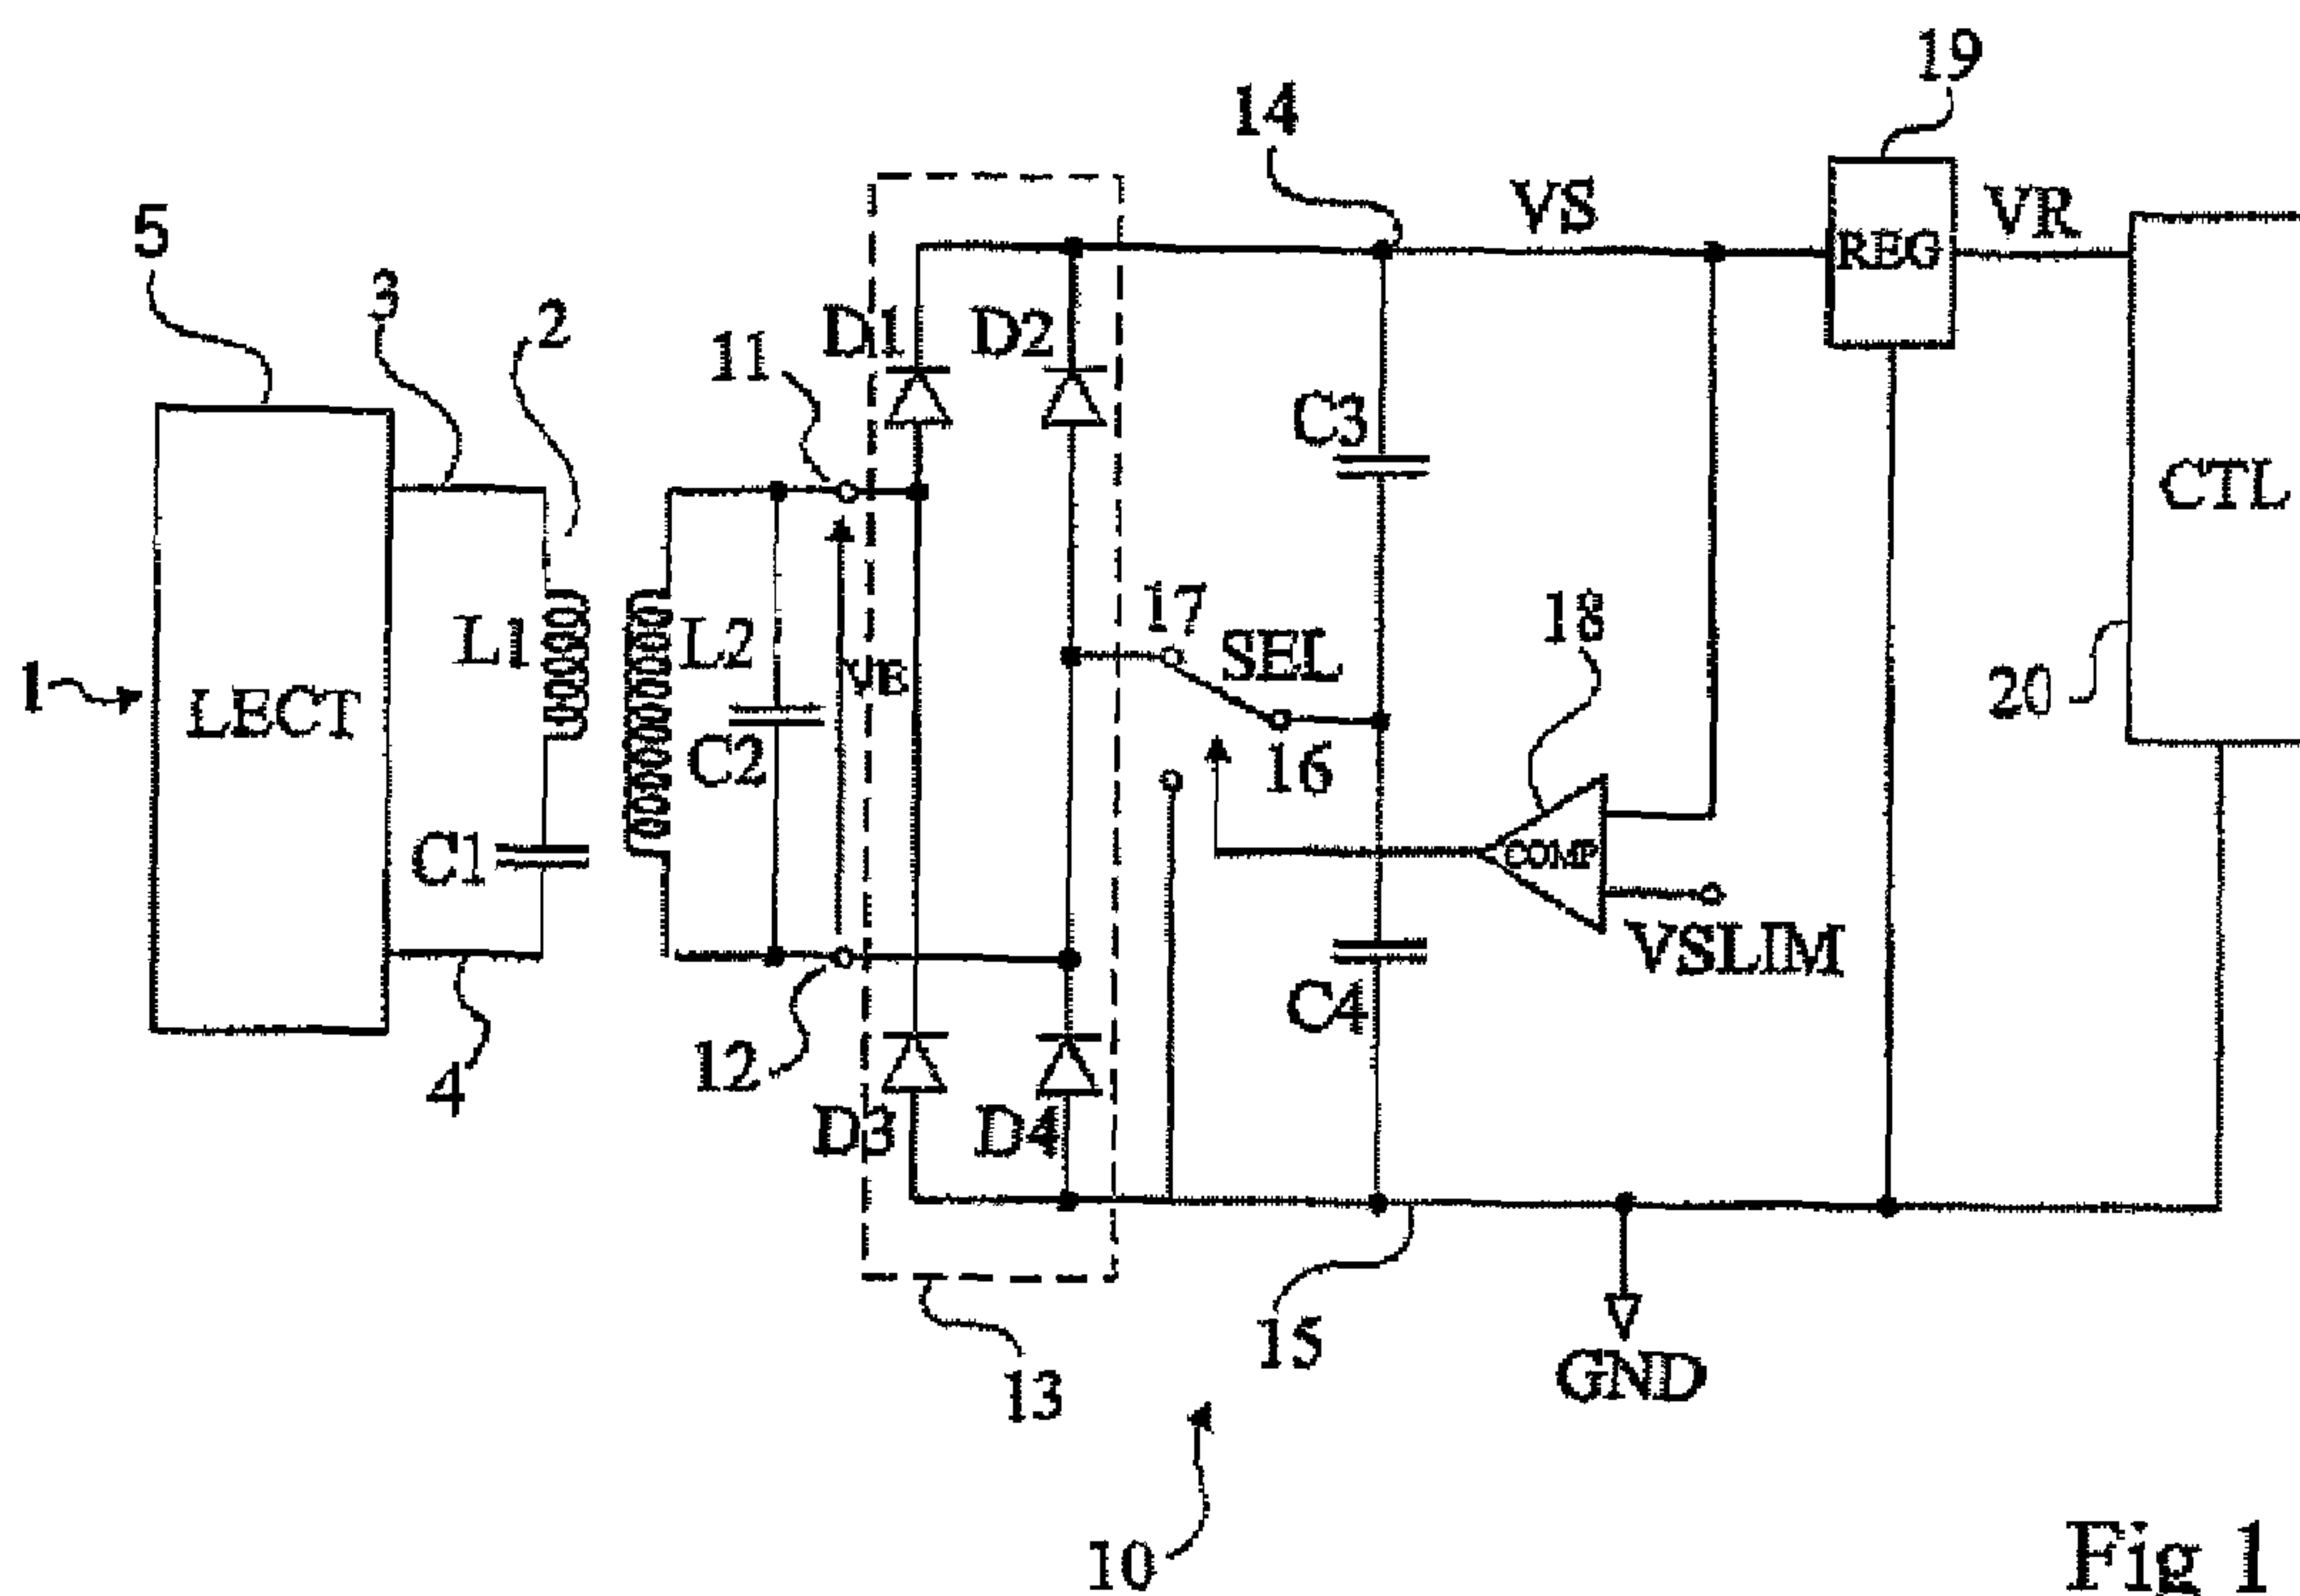 19
14
VS
REG
VR
5
3
2
11
D1
D2
C3
CTL
17
SEL
18
L1
L2
VE
1
LECT
C2
16
20
C1
COMP
VSLIM
C4
12
4
D3
D4
15
GND
13
10
Fig 1